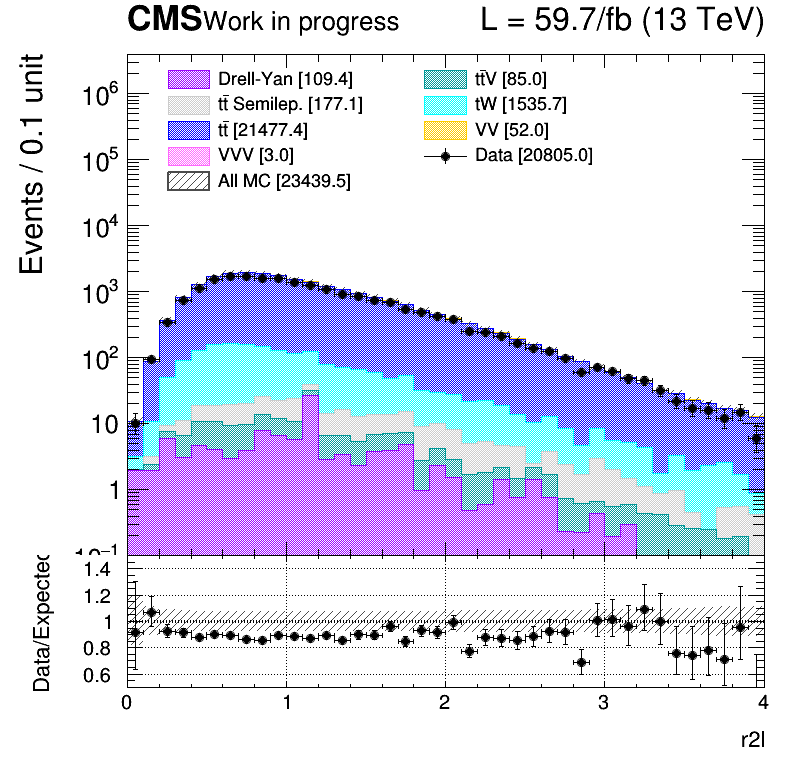 CMS Work in progress L = 59.7/fb (13 TeV)
Events / 0.1 unit
Drell-Yan [109.4]
tt̄ Semilep. [177.1]
tt̄ [21477.4]
VVV [3.0]
All MC [23439.5]
tt̄V [85.0]
tW [1535.7]
VV [52.0]
Data [20805.0]
10⁶
10⁵
10⁴
10³
10²
10
1
10⁻¹
Data/Expected
1.4
1.2
1
0.8
0.6
0 1 2 3 4
r2l